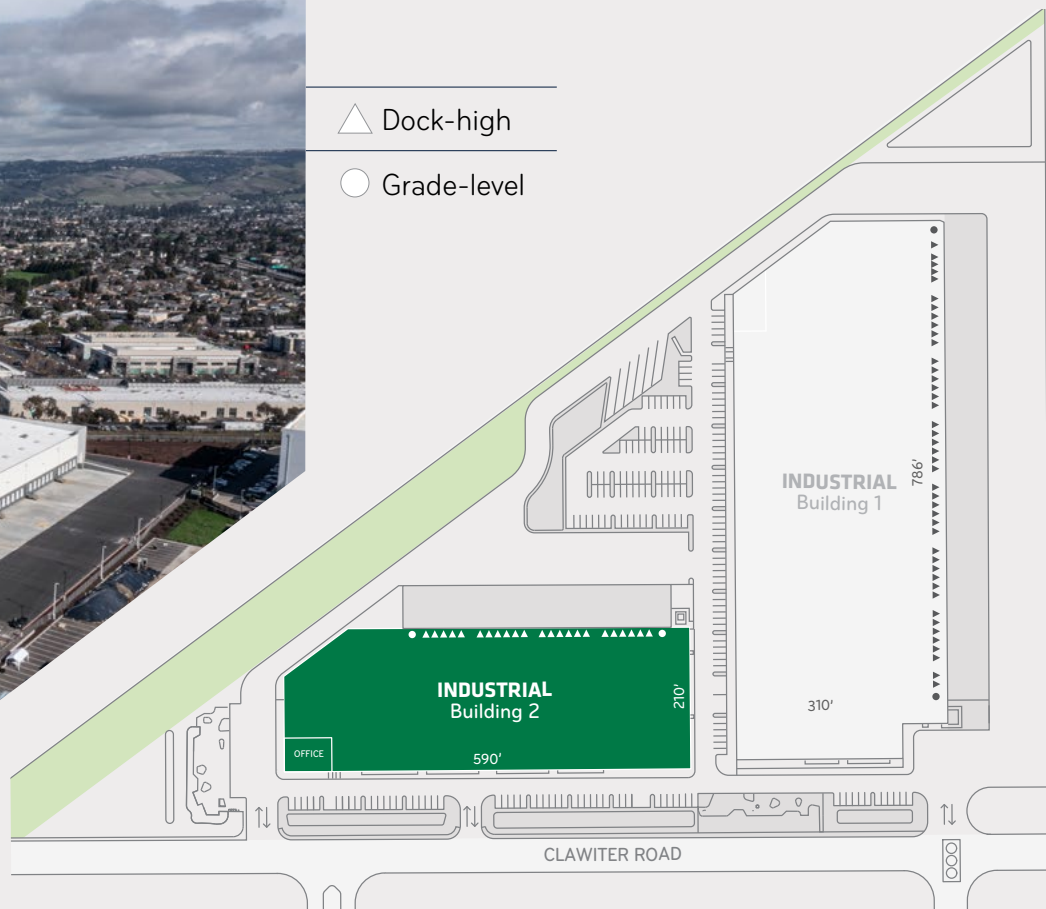 Dock-high
Grade-level
INDUSTRIAL
Building 1
786'
310'
INDUSTRIAL
Building 2
210'
OFFICE
590'
CLAWITER ROAD